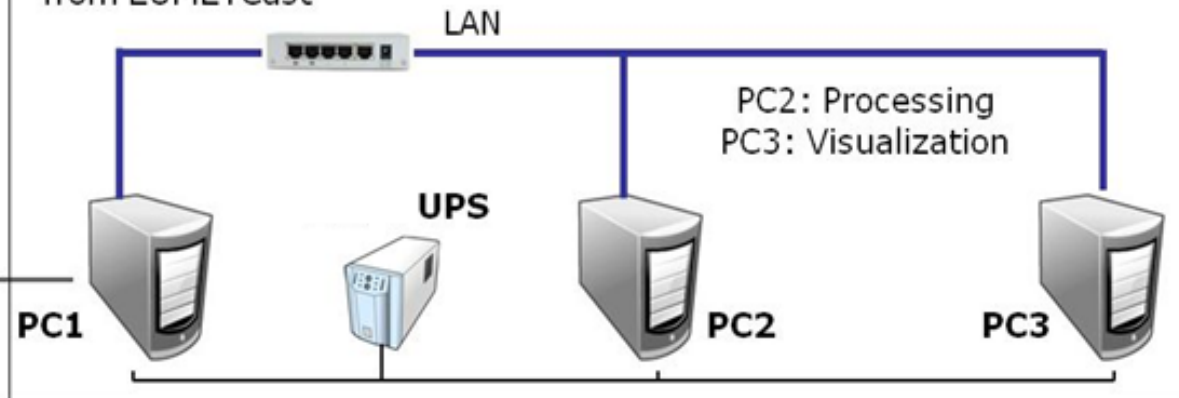 LAN
PC2: Processing
PC3: Visualization
UPS
PC1
PC2
PC3